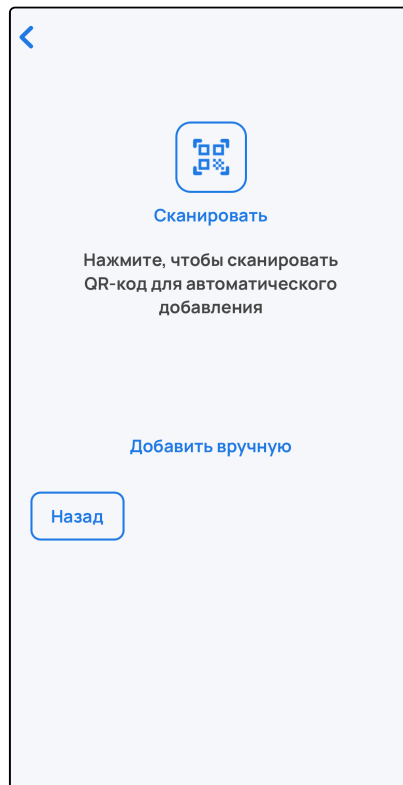 Сканировать
Нажмите, чтобы сканировать
QR-код для автоматического
добавления
Добавить вручную
Назад